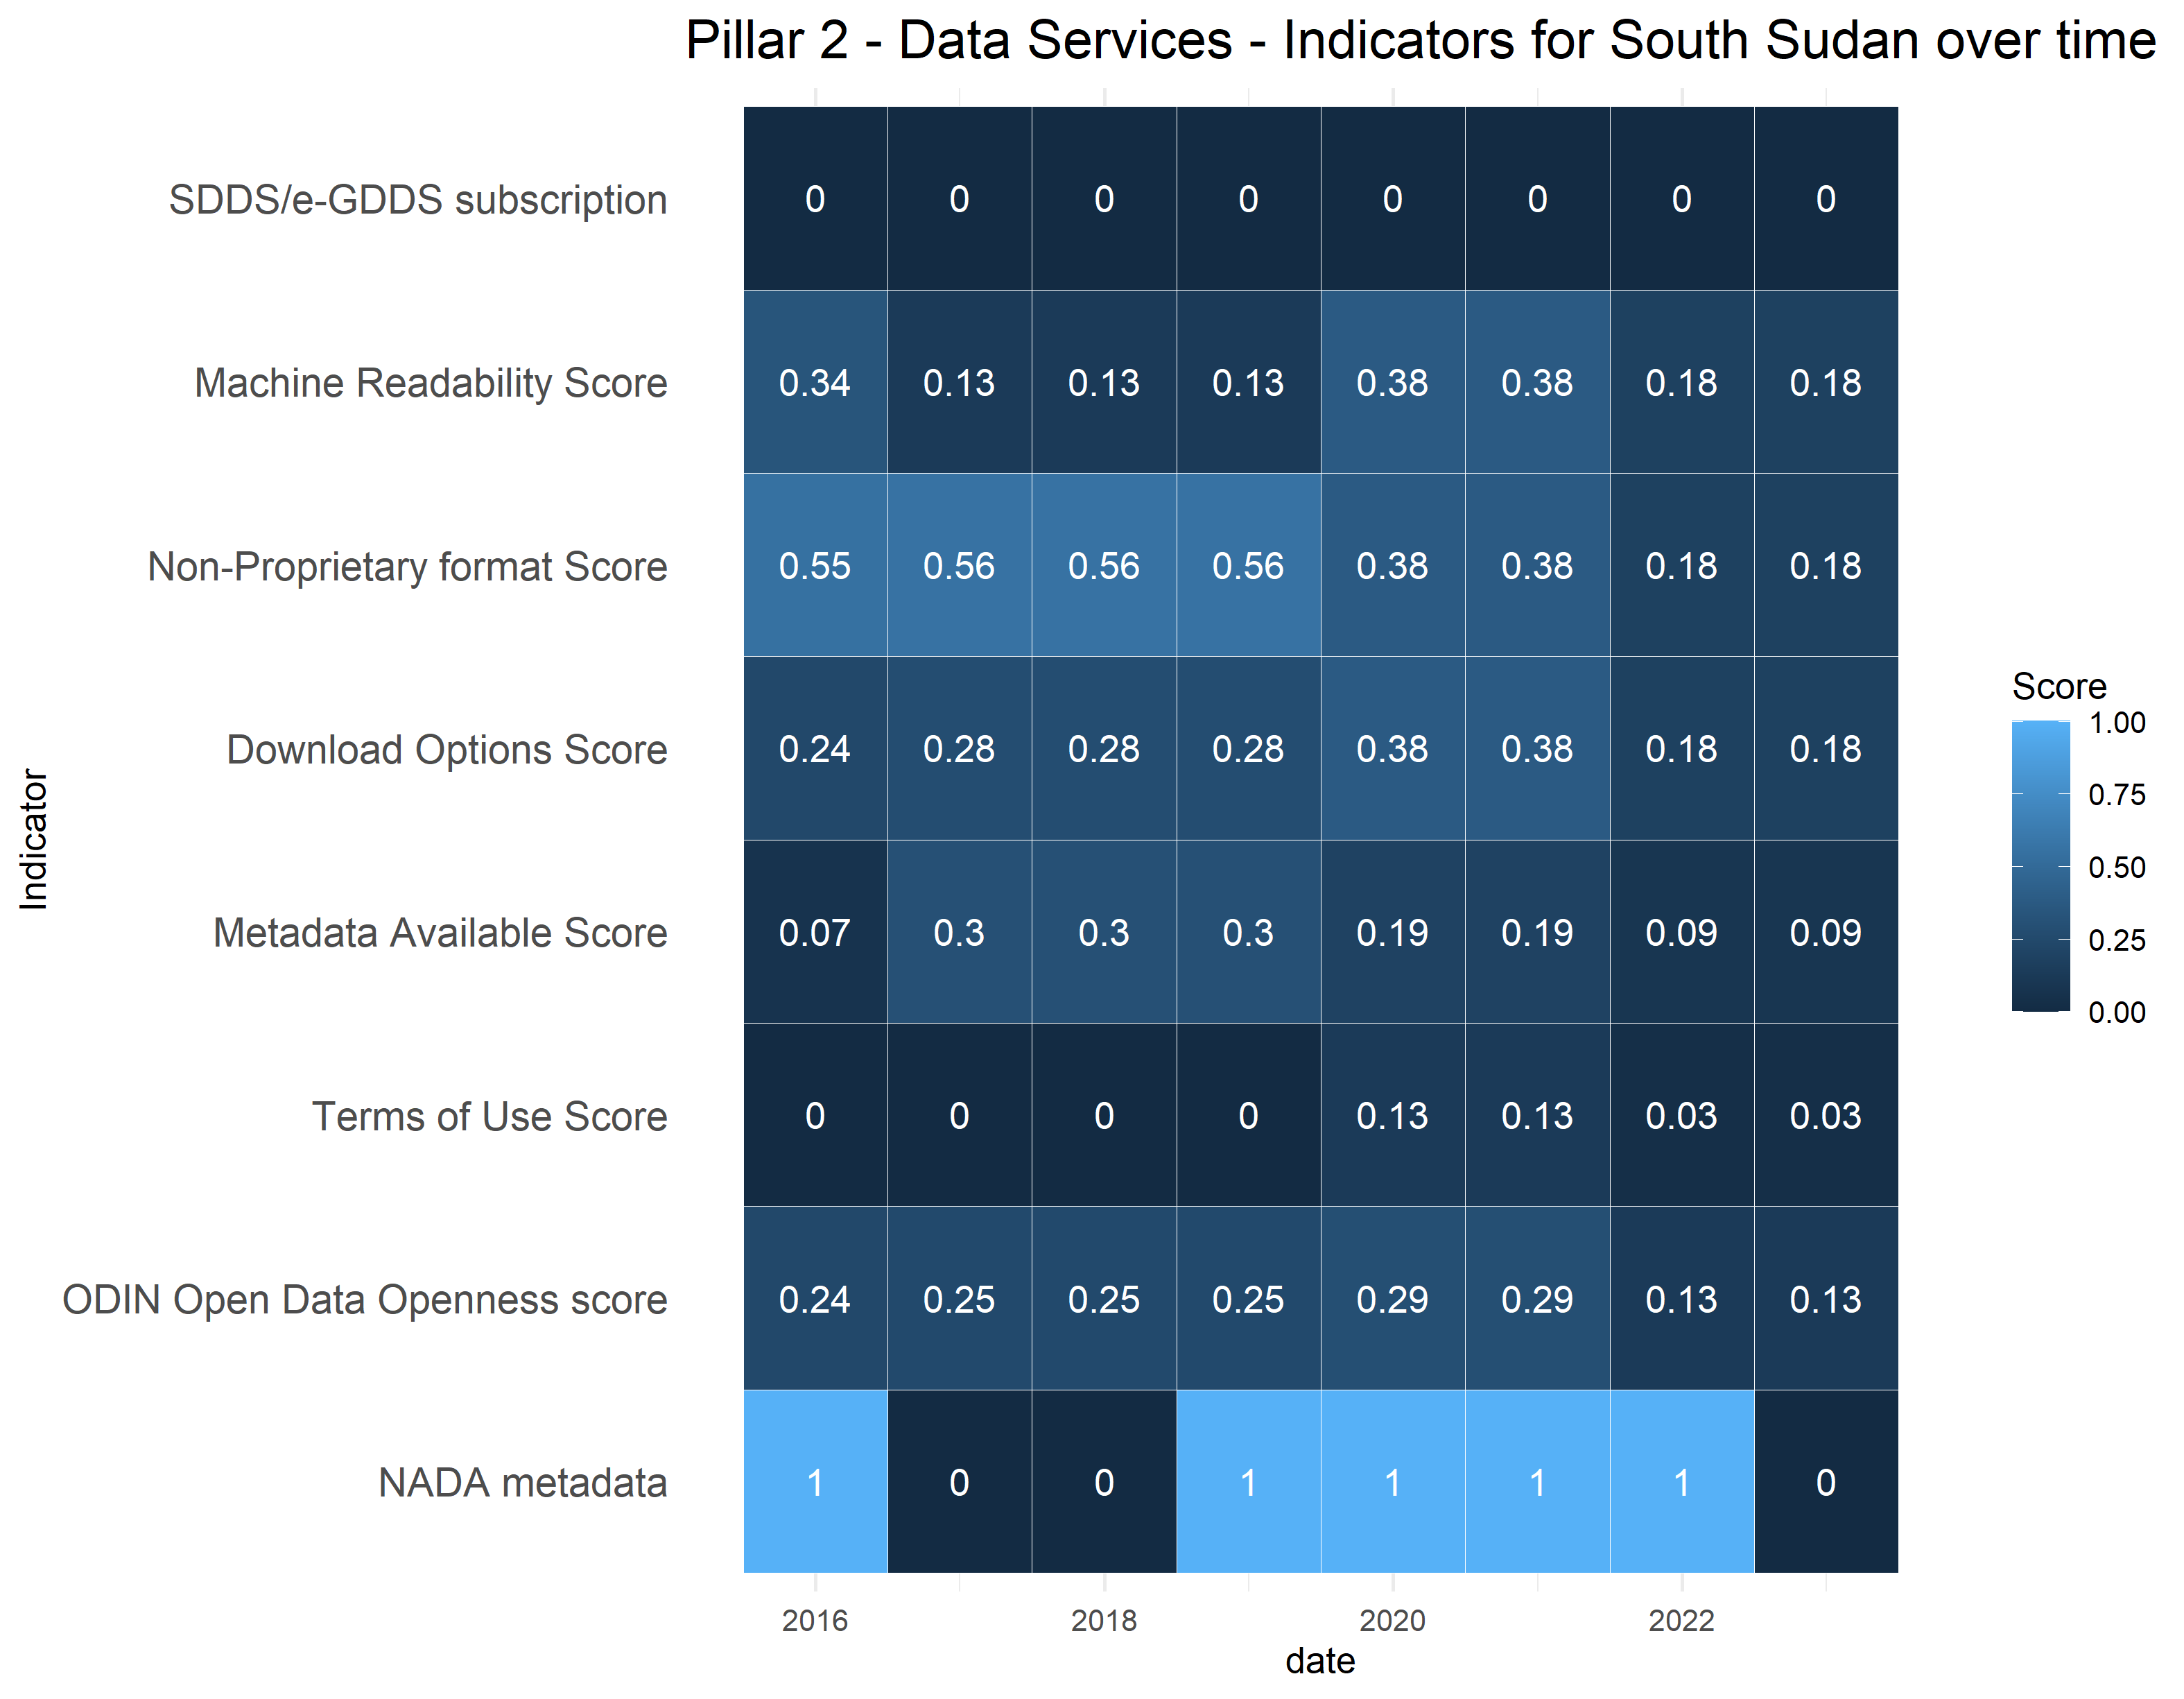 Pillar 2 - Data Services - Indicators for South Sudan over time
SDDS/e-GDDS subscription 0 0 0 0 0 0 0 0
Machine Readability Score 0.34 0.13 0.13 0.13 0.38 0.38 0.18 0.18
Non-Proprietary format Score 0.55 0.56 0.56 0.56 0.38 0.38 0.18 0.18
Download Options Score 0.24 0.28 0.28 0.28 0.38 0.38 0.18 0.18
Metadata Available Score 0.07 0.3 0.3 0.3 0.19 0.19 0.09 0.09
Terms of Use Score 0 0 0 0 0.13 0.13 0.03 0.03
ODIN Open Data Openness score 0.24 0.25 0.25 0.25 0.29 0.29 0.13 0.13
NADA metadata 1 0 0 1 1 1 1 0
2016 2018 2020 2022
date
Indicator
Score
1.00
0.75
0.50
0.25
0.00